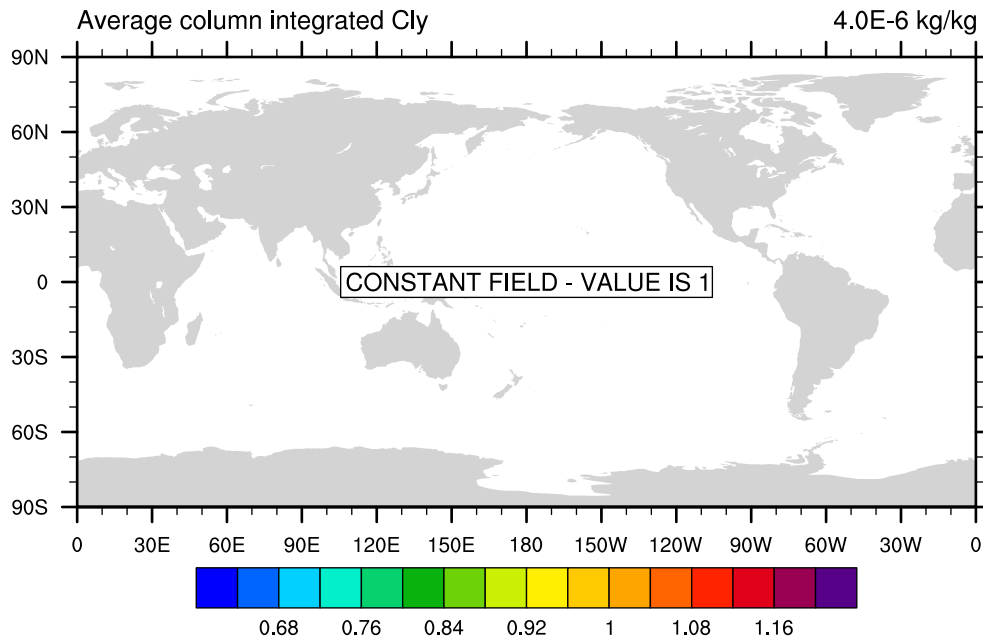 Average column integrated Cly 4.0E-6 kg/kg
90N
60N
30N
CONSTANT FIELD - VALUE IS 1
0
30S
60S
90S
0 30E 60E 90E 120E 150E 180 150W 120W 90W 60W 30W 0
0.68 0.76 0.84 0.92 1 1.08 1.16